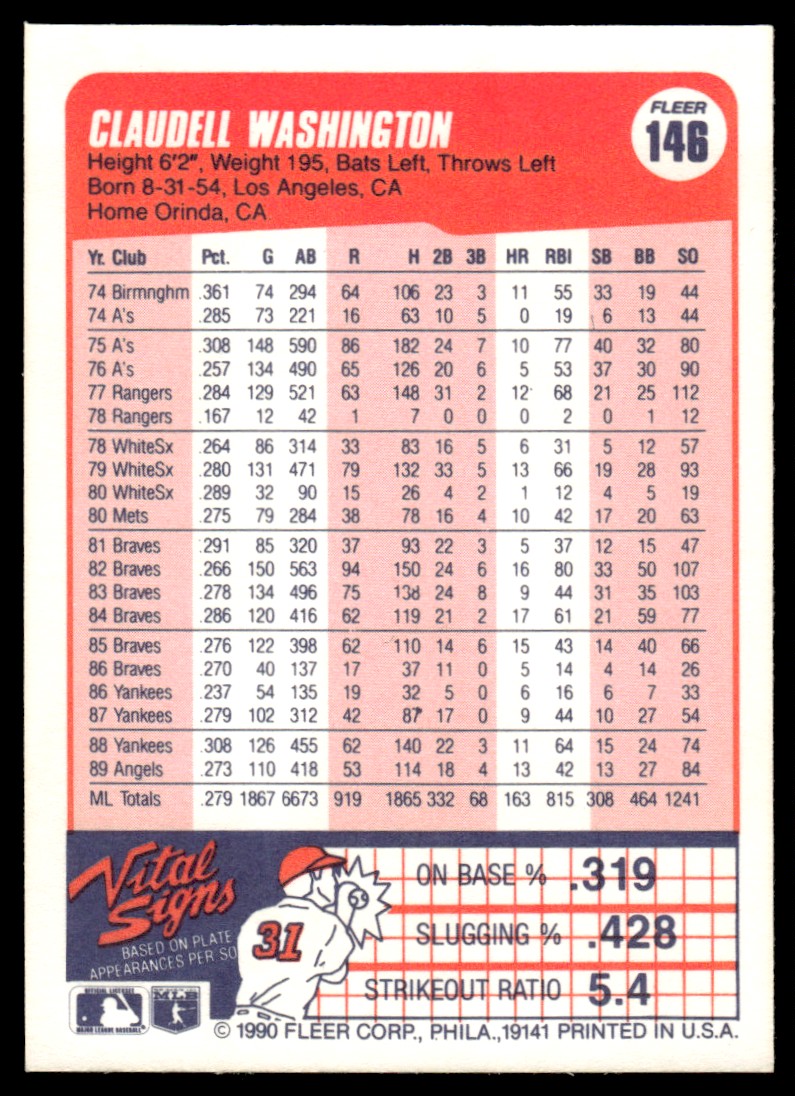 FLEER
146
CLAUDELL WASHINGTON
Height 6'2", Weight 195, Bats Left, Throws Left
Born 8-31-54, Los Angeles, CA
Home Orinda, CA
Yr. Club Pct. G AB R H 2B 3B HR RBI SB BB SO
74 Birmnghm .361 74 294 64 106 23 3 11 55 33 19 44
74 A's .285 73 221 16 63 10 5 0 19 6 13 44
75 A's .308 148 590 86 182 24 7 10 77 40 32 80
76 A's .257 134 490 65 126 20 6 5 53 37 30 90
77 Rangers .284 129 521 63 148 31 2 12 68 21 25 112
78 Rangers .167 12 42 1 7 0 0 0 2 0 1 12
78 WhiteSx .264 86 314 33 83 16 5 6 31 5 12 57
79 WhiteSx .280 131 471 79 132 33 5 13 66 19 28 93
80 WhiteSx .289 32 90 15 26 4 2 1 12 4 5 19
80 Mets .275 79 284 38 78 16 4 10 42 17 20 63
81 Braves .291 85 320 37 93 22 3 5 37 12 15 47
82 Braves .266 150 563 94 150 24 6 16 80 33 50 107
83 Braves .278 134 496 75 138 24 8 9 44 31 35 103
84 Braves .286 120 416 62 119 21 2 17 61 21 59 77
85 Braves .276 122 398 62 110 14 6 15 43 14 40 66
86 Braves .270 40 137 17 37 11 0 5 14 4 14 26
86 Yankees .237 54 135 19 32 5 0 6 16 6 7 33
87 Yankees .279 102 312 42 87 17 0 9 44 10 27 54
88 Yankees .308 126 455 62 140 22 3 11 64 15 24 74
89 Angels .273 110 418 53 114 18 4 13 42 13 27 84
ML Totals .279 1867 6673 919 1865 332 68 163 815 308 464 1241
Vital
Signs
BASED ON PLATE
APPEARANCES PER SO
31
ON BASE % .319
SLUGGING % .428
STRIKEOUT RATIO 5.4
OFFICIAL LICENSEE
MAJOR LEAGUE BASEBALL
MLB
© 1990 FLEER CORP., PHILA.,19141 PRINTED IN U.S.A.